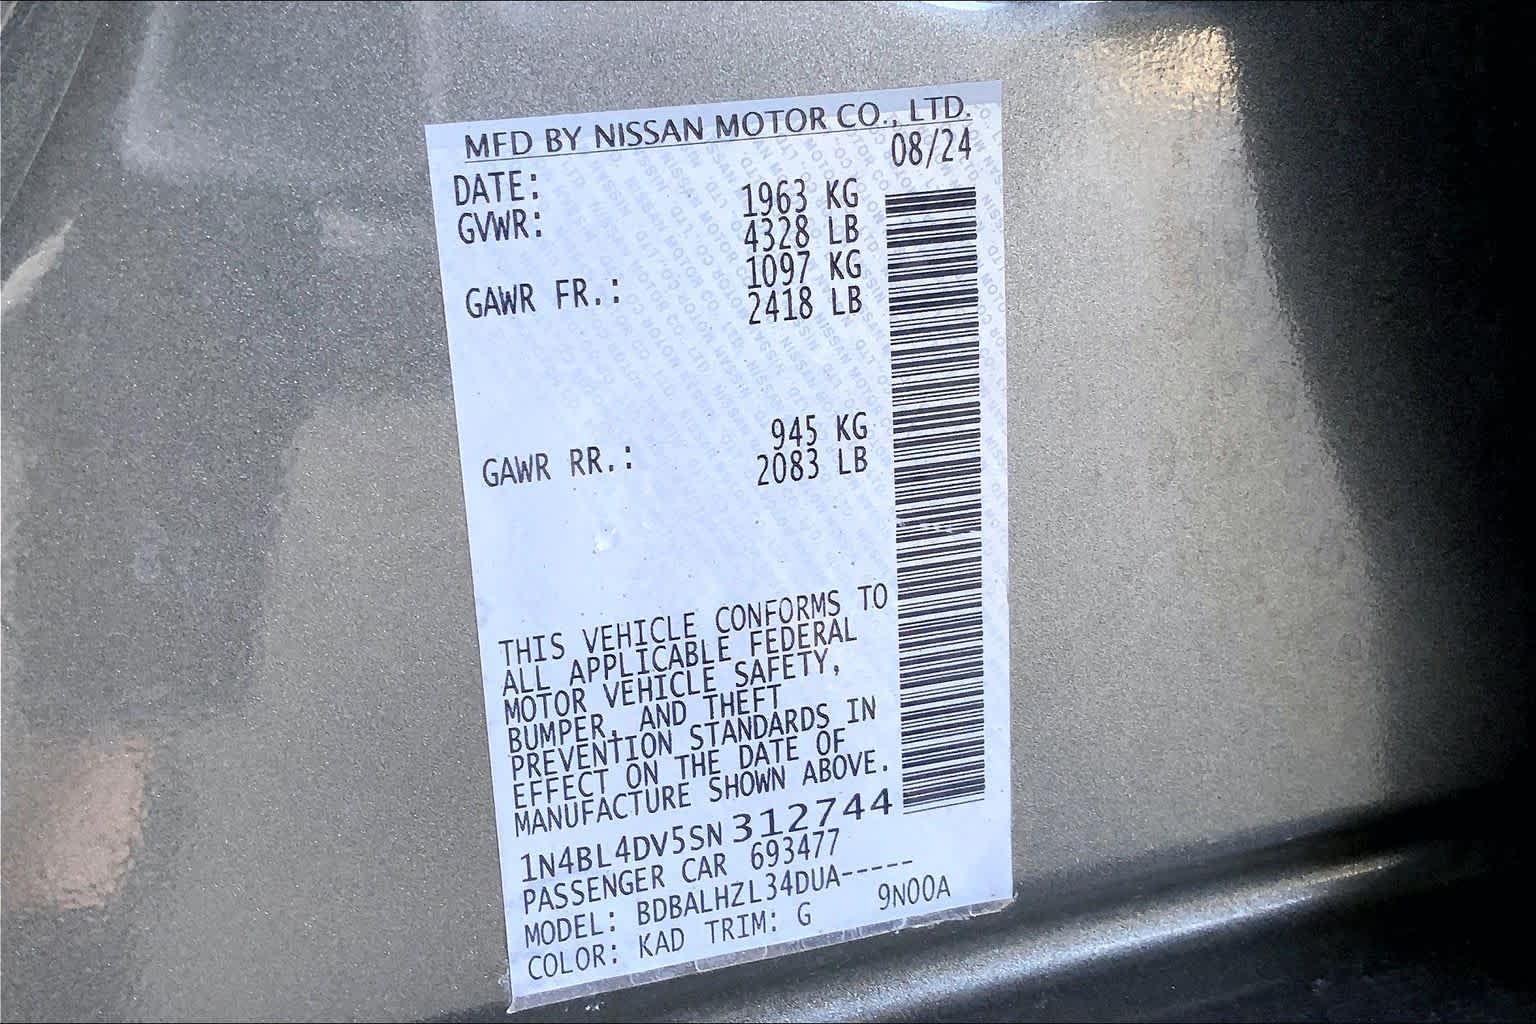 MFD BY NISSAN MOTOR CO., LTD.
DATE: 08/24
GVWR: 1963 KG
4328 LB
GAWR FR.: 1097 KG
2418 LB
GAWR RR.: 945 KG
2083 LB
THIS VEHICLE CONFORMS TO
ALL APPLICABLE FEDERAL
MOTOR VEHICLE SAFETY,
BUMPER, AND THEFT
PREVENTION STANDARDS IN
EFFECT ON THE DATE OF
MANUFACTURE SHOWN ABOVE.
1N4BL4DV5SN312744
PASSENGER CAR 693477
MODEL: BDBALHZL34DUA-----
COLOR: KAD TRIM: G 9N00A